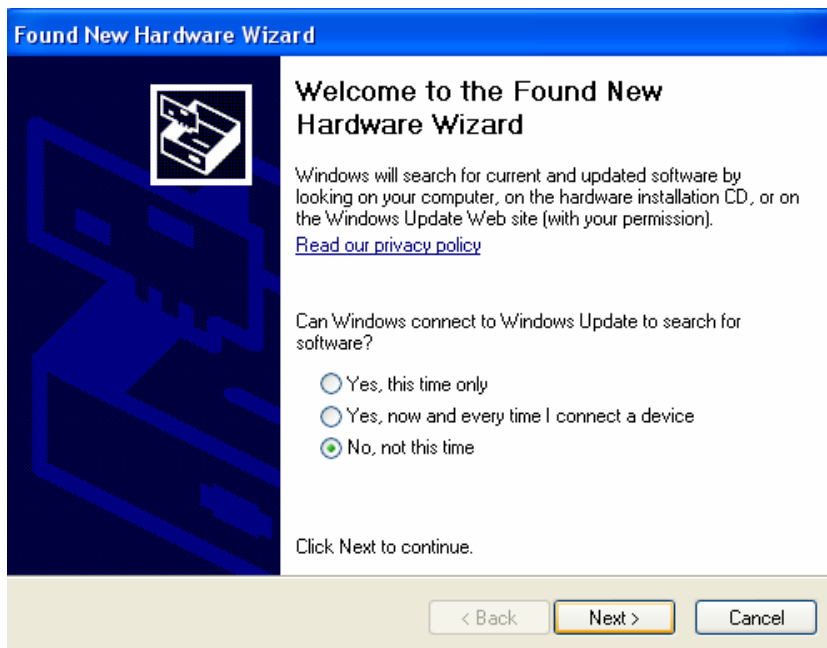 Found New Hardware Wizard
Welcome to the Found New
Hardware Wizard
Windows will search for current and updated software by
looking on your computer, on the hardware installation CD, or on
the Windows Update Web site (with your permission).
Read our privacy policy
Can Windows connect to Windows Update to search for
software?
Yes, this time only
Yes, now and every time I connect a device
No, not this time
Click Next to continue.
< Back
Next >
Cancel